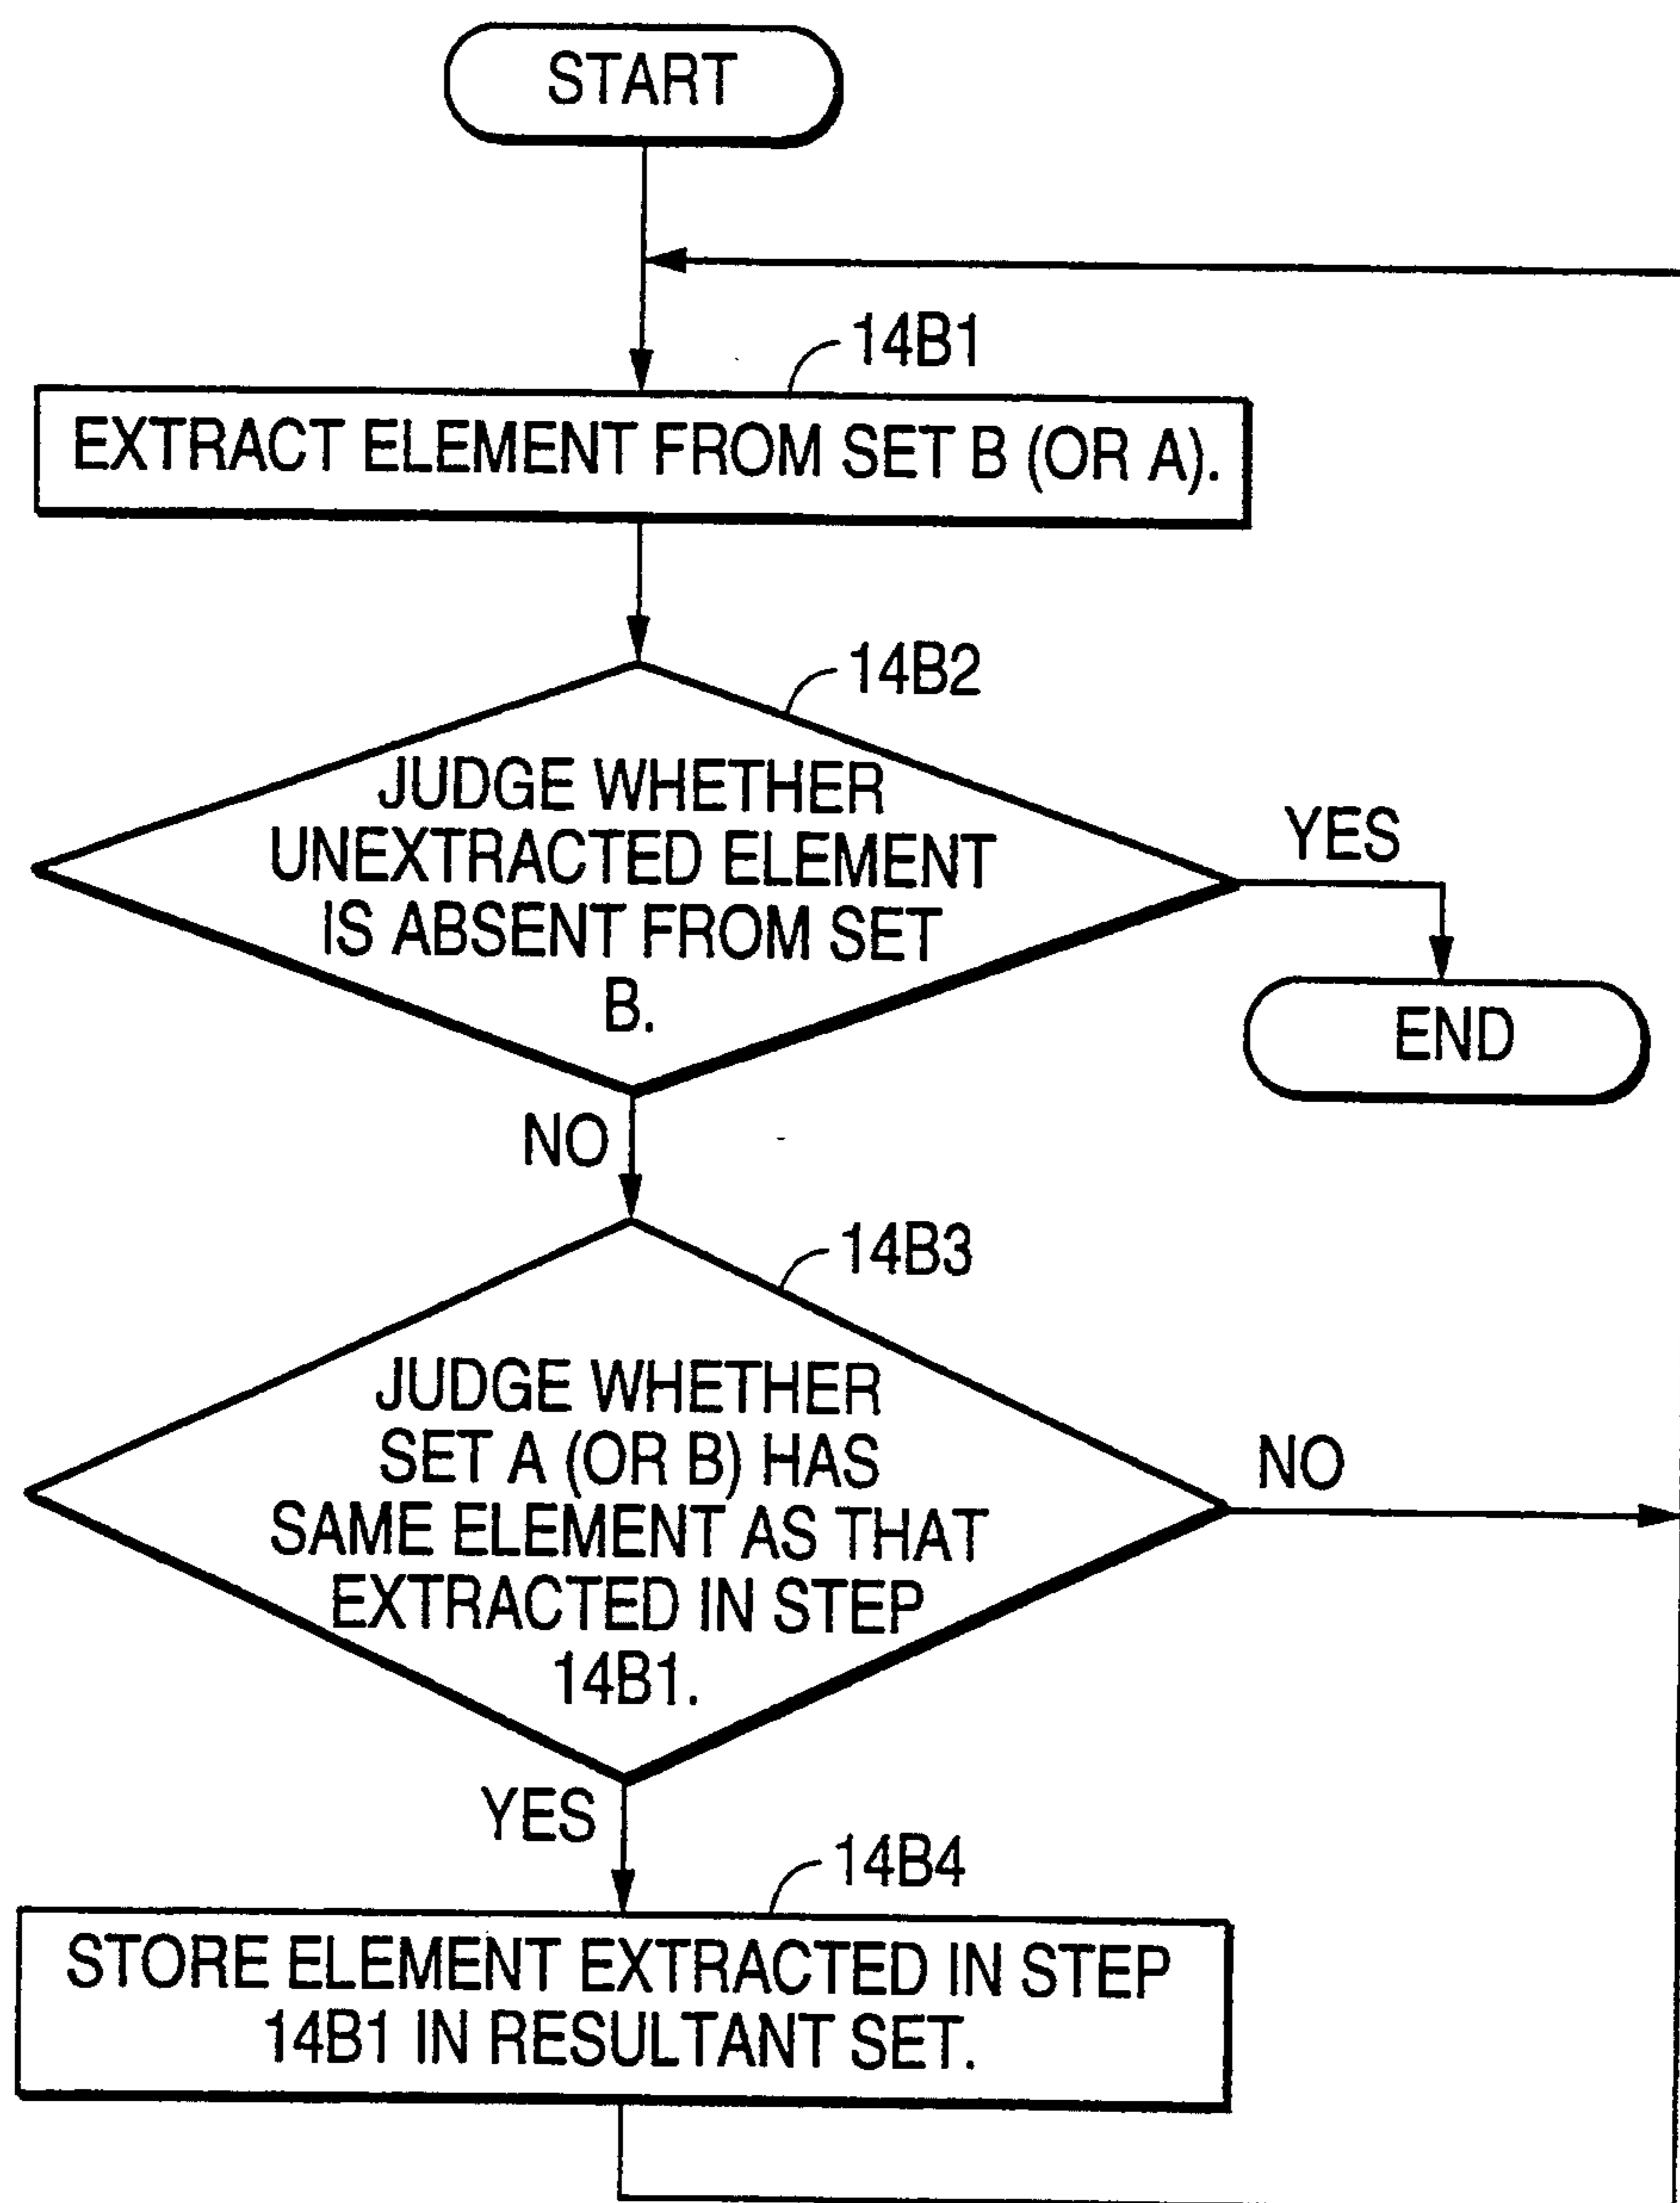 START
14B1
EXTRACT ELEMENT FROM SET B (OR A).
14B2
JUDGE WHETHER
UNEXTRACTED ELEMENT
IS ABSENT FROM SET
B.
YES
END
NO
14B3
JUDGE WHETHER
SET A (OR B) HAS
SAME ELEMENT AS THAT
EXTRACTED IN STEP
14B1.
NO
YES
14B4
STORE ELEMENT EXTRACTED IN STEP
14B1 IN RESULTANT SET.